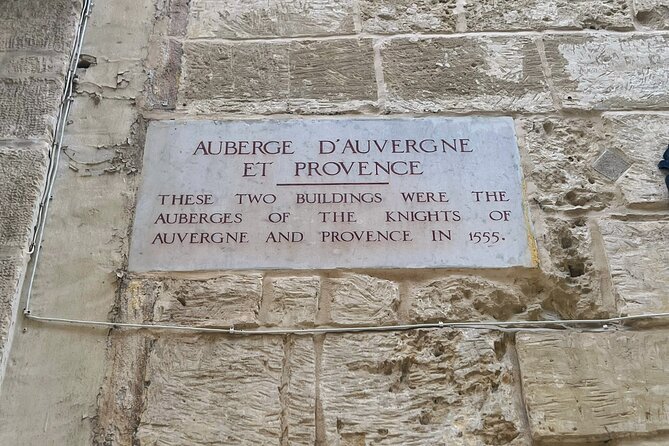 AUBERGE D'AUVERGNE
ET PROVENCE
THESE TWO BUILDINGS WERE THE
AUBERGES OF THE KNIGHTS OF
AUVERGNE AND PROVENCE IN 1555.